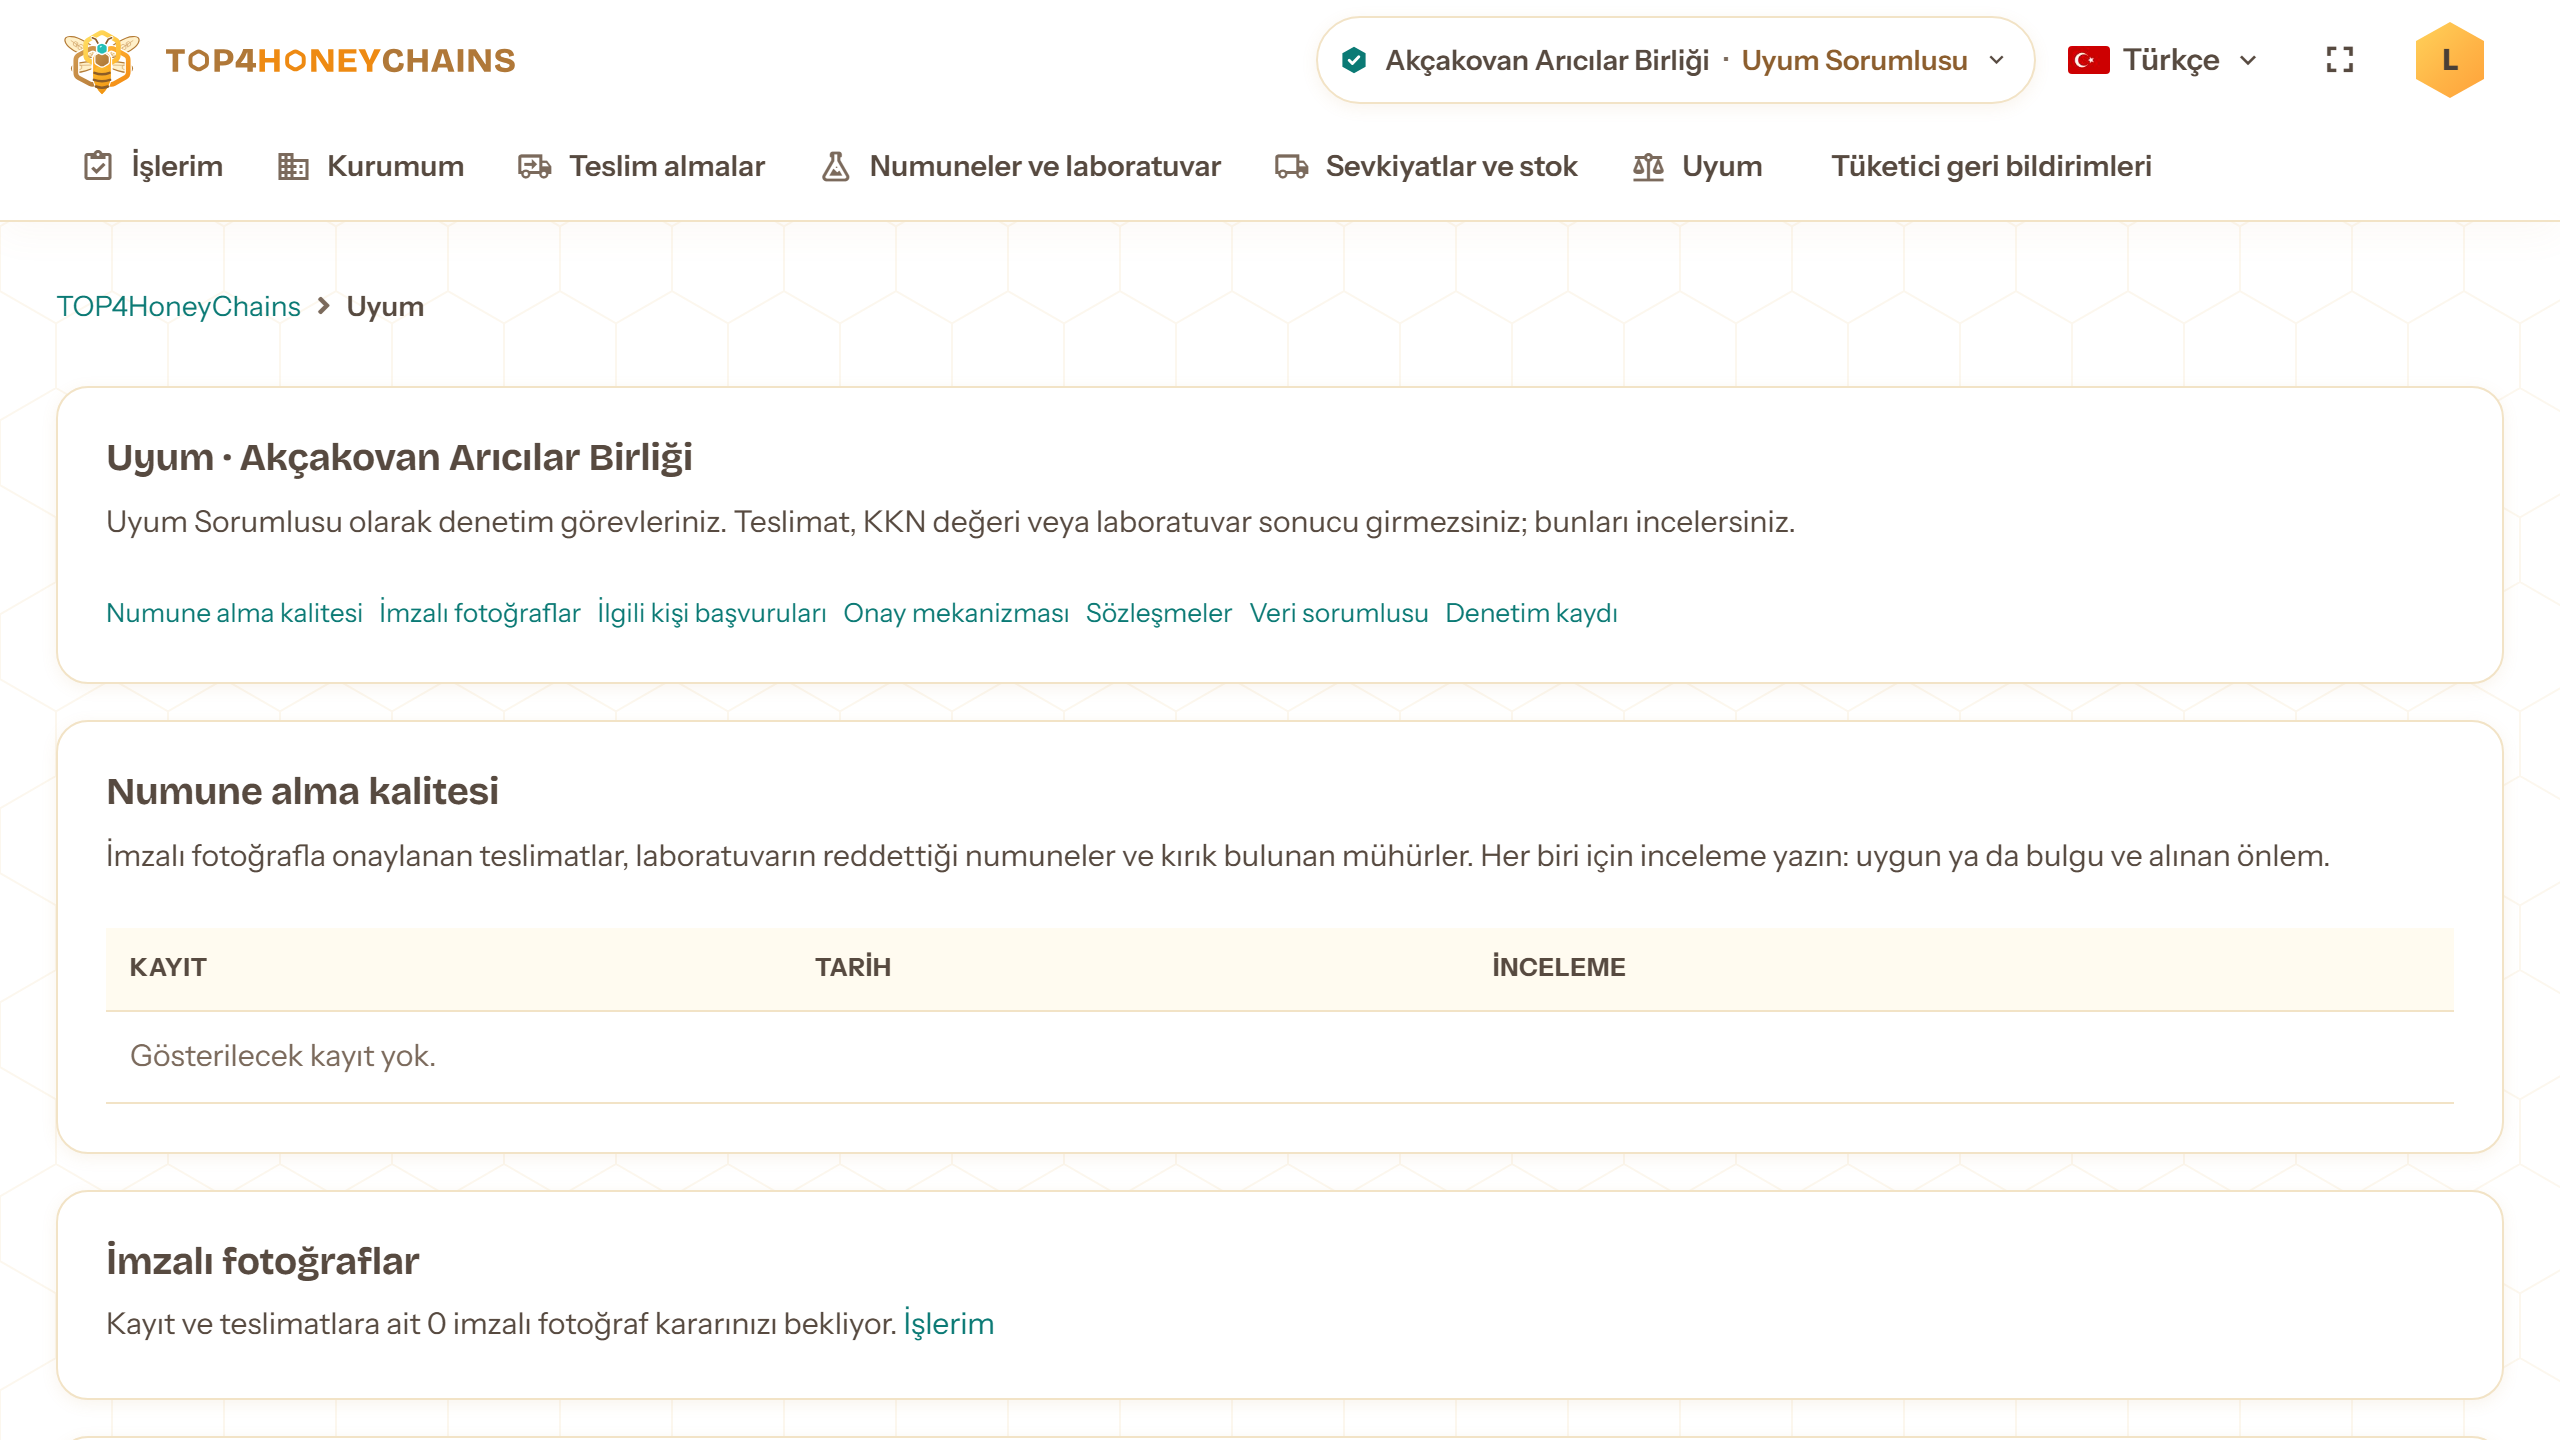 TOP4HONEYCHAINS
Akçakovan Arıcılar Birliği · Uyum Sorumlusu
Türkçe
L
İşlerim
Kurumum
Teslim almalar
Numuneler ve laboratuvar
Sevkiyatlar ve stok
Uyum
Tüketici geri bildirimleri
TOP4HoneyChains > Uyum
Uyum · Akçakovan Arıcılar Birliği
Uyum Sorumlusu olarak denetim görevleriniz. Teslimat, KKN değeri veya laboratuvar sonucu girmezsiniz; bunları incelersiniz.
Numune alma kalitesi İmzalı fotoğraflar İlgili kişi başvuruları Onay mekanizması Sözleşmeler Veri sorumlusu Denetim kaydı
Numune alma kalitesi
İmzalı fotoğrafla onaylanan teslimatlar, laboratuvarın reddettiği numuneler ve kırık bulunan mühürler. Her biri için inceleme yazın: uygun ya da bulgu ve alınan önlem.
KAYIT TARİH İNCELEME
Gösterilecek kayıt yok.
İmzalı fotoğraflar
Kayıt ve teslimatlara ait 0 imzalı fotoğraf kararınızı bekliyor. İşlerim